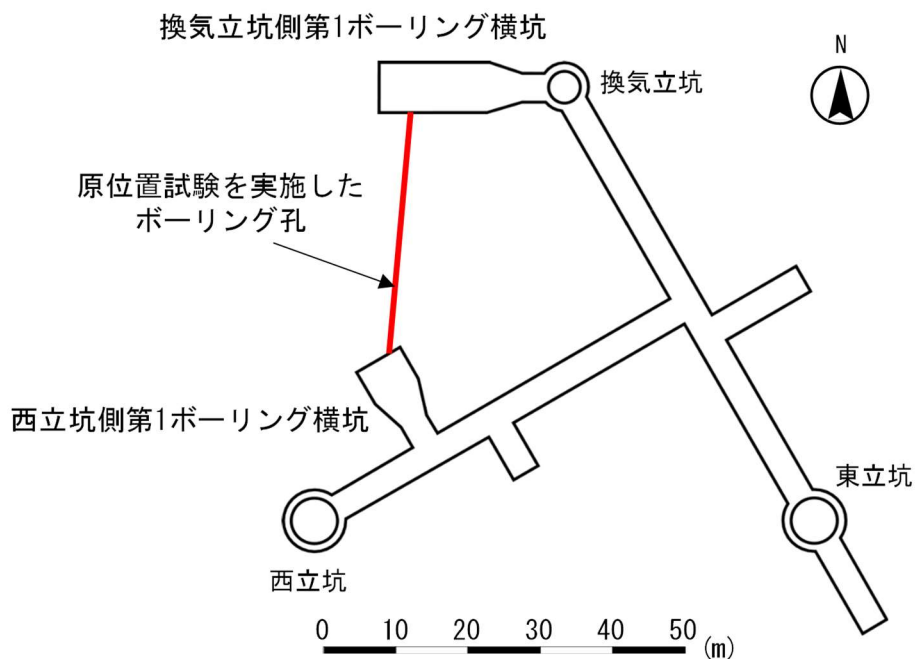 換気立坑側第1ボーリング横坑
N
換気立坑
原位置試験を実施した
ボーリング孔
西立坑側第1ボーリング横坑
東立坑
西立坑
0 10 20 30 40 50 (m)